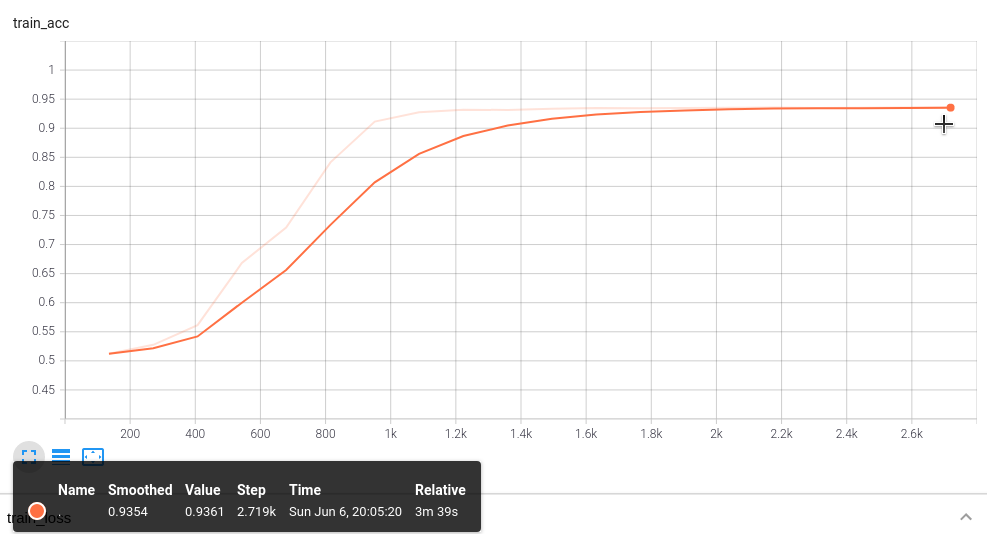 train_acc
1
0.95
0.9
0.85
0.8
0.75
0.7
0.65
0.6
0.55
0.5
0.45
200 400 600 800 1k 1.2k 1.4k 1.6k 1.8k 2k 2.2k 2.4k 2.6k
Name Smoothed Value Step Time Relative
. 0.9354 0.9361 2.719k Sun Jun 6, 20:05:20 3m 39s
train_loss